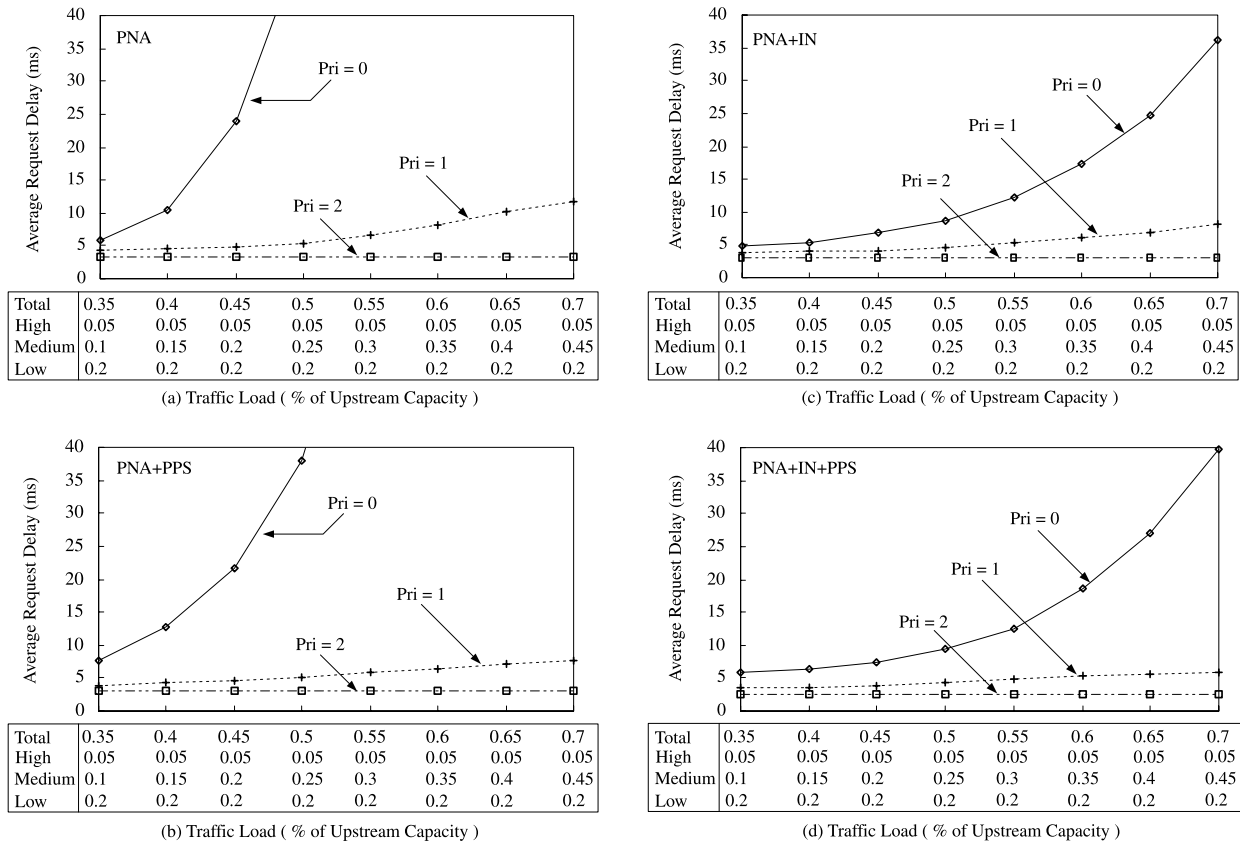 PNA
Average Request Delay (ms)
40
35
30
25
20
15
10
5
0
Pri = 0
Pri = 1
Pri = 2
Total 0.35 0.4 0.45 0.5 0.55 0.6 0.65 0.7
High 0.05 0.05 0.05 0.05 0.05 0.05 0.05 0.05
Medium 0.1 0.15 0.2 0.25 0.3 0.35 0.4 0.45
Low 0.2 0.2 0.2 0.2 0.2 0.2 0.2 0.2
(a) Traffic Load ( % of Upstream Capacity )
PNA+IN
Average Request Delay (ms)
40
35
30
25
20
15
10
5
0
Pri = 0
Pri = 1
Pri = 2
Total 0.35 0.4 0.45 0.5 0.55 0.6 0.65 0.7
High 0.05 0.05 0.05 0.05 0.05 0.05 0.05 0.05
Medium 0.1 0.15 0.2 0.25 0.3 0.35 0.4 0.45
Low 0.2 0.2 0.2 0.2 0.2 0.2 0.2 0.2
(c) Traffic Load ( % of Upstream Capacity )
PNA+PPS
Average Request Delay (ms)
40
35
30
25
20
15
10
5
0
Pri = 0
Pri = 1
Pri = 2
Total 0.35 0.4 0.45 0.5 0.55 0.6 0.65 0.7
High 0.05 0.05 0.05 0.05 0.05 0.05 0.05 0.05
Medium 0.1 0.15 0.2 0.25 0.3 0.35 0.4 0.45
Low 0.2 0.2 0.2 0.2 0.2 0.2 0.2 0.2
(b) Traffic Load ( % of Upstream Capacity )
PNA+IN+PPS
Average Request Delay (ms)
40
35
30
25
20
15
10
5
0
Pri = 0
Pri = 1
Pri = 2
Total 0.35 0.4 0.45 0.5 0.55 0.6 0.65 0.7
High 0.05 0.05 0.05 0.05 0.05 0.05 0.05 0.05
Medium 0.1 0.15 0.2 0.25 0.3 0.35 0.4 0.45
Low 0.2 0.2 0.2 0.2 0.2 0.2 0.2 0.2
(d) Traffic Load ( % of Upstream Capacity )